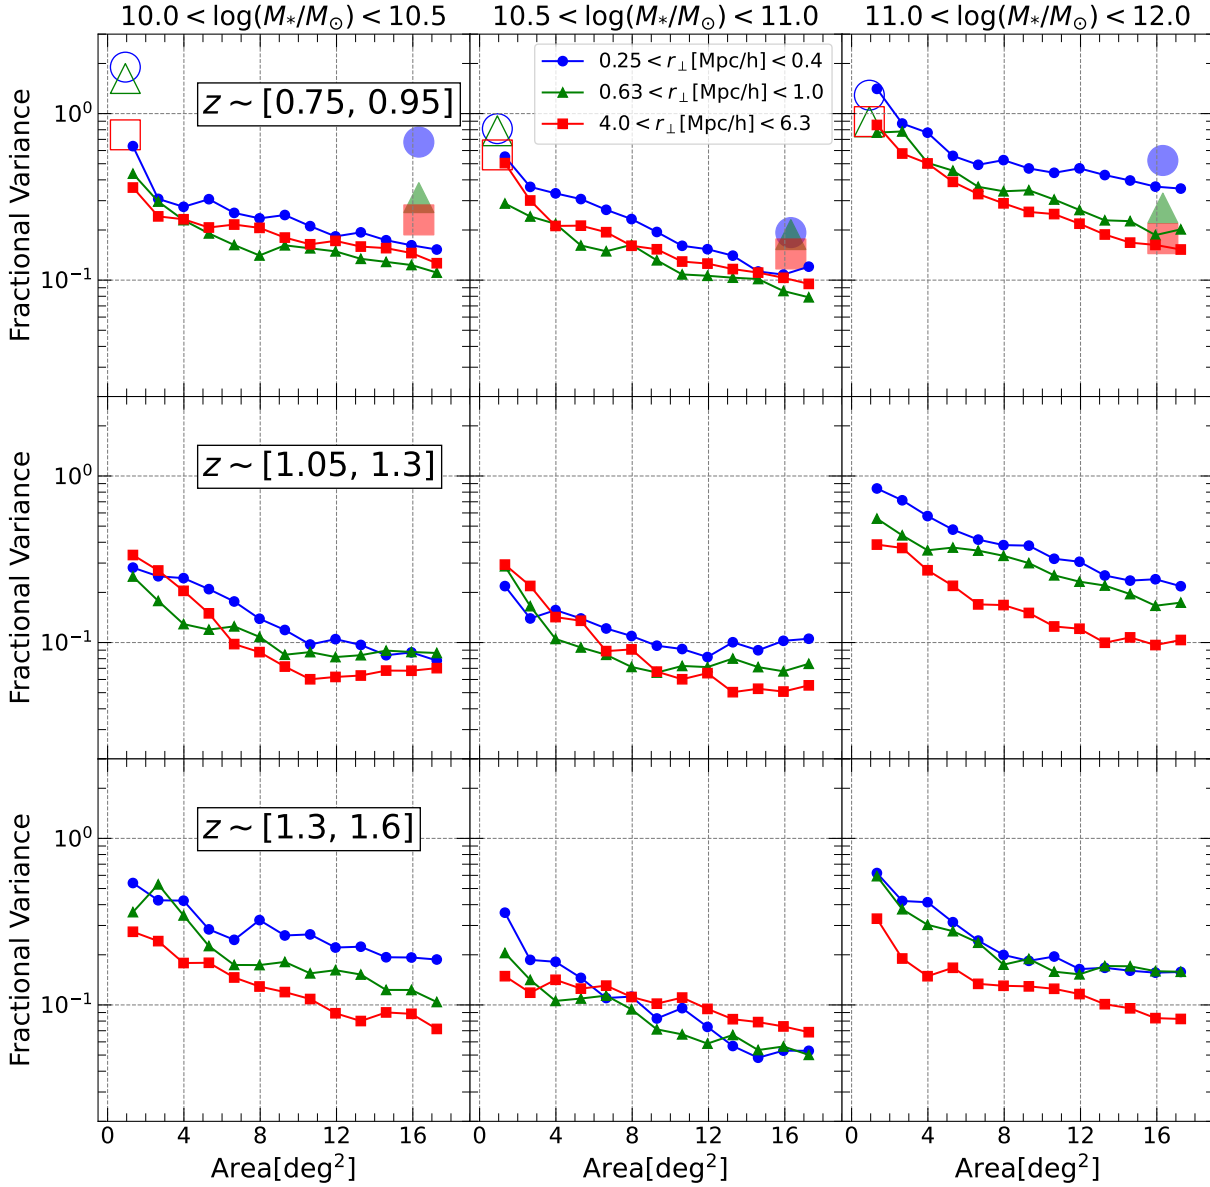 10.0 < log(M*/M⊙) < 10.5
10.5 < log(M*/M⊙) < 11.0
11.0 < log(M*/M⊙) < 12.0
Fractional Variance
10⁰
10⁻¹
z ~ [0.75, 0.95]
0.25 < r⊥[Mpc/h] < 0.4
0.63 < r⊥[Mpc/h] < 1.0
4.0 < r⊥[Mpc/h] < 6.3
Fractional Variance
10⁰
10⁻¹
z ~ [1.05, 1.3]
Fractional Variance
10⁰
10⁻¹
z ~ [1.3, 1.6]
0 4 8 12 16
0 4 8 12 16
0 4 8 12 16
Area[deg²]
Area[deg²]
Area[deg²]